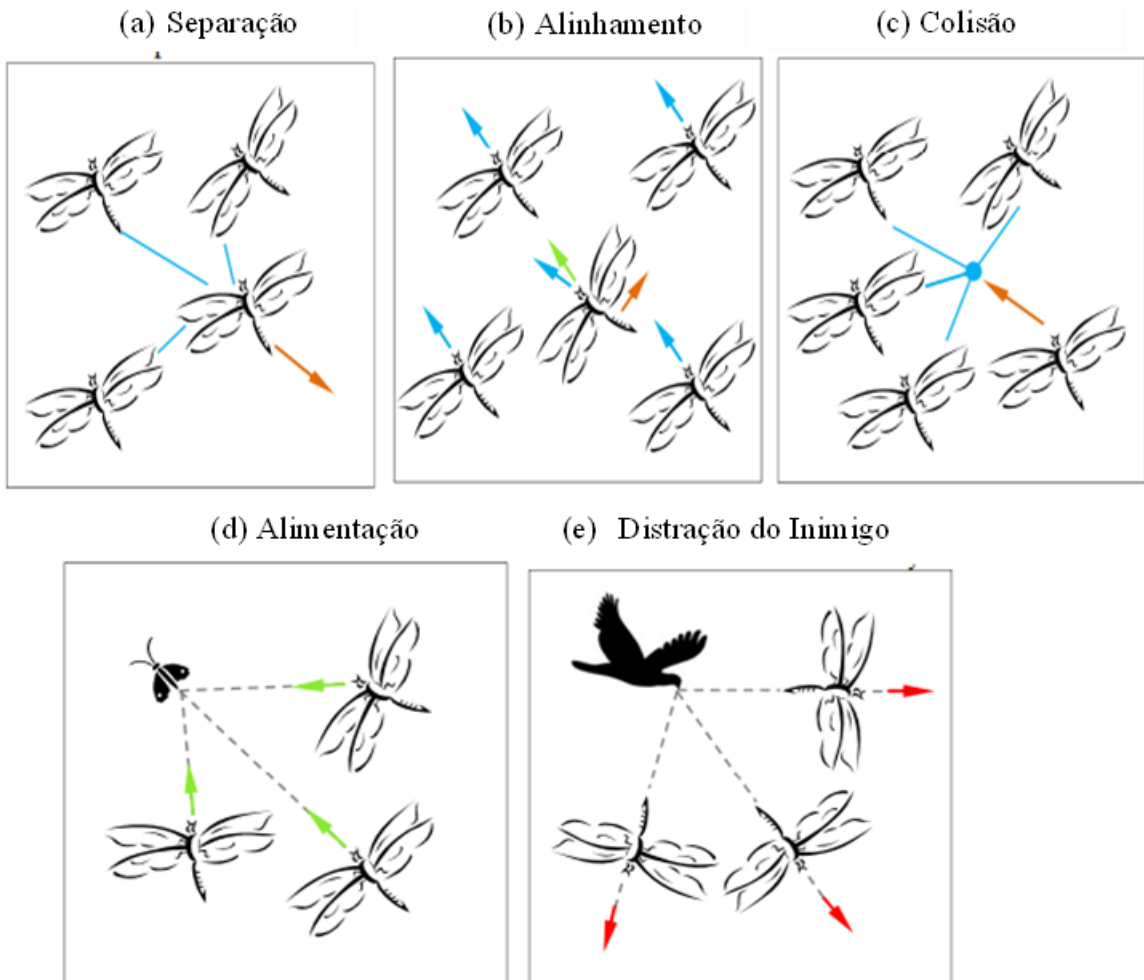 (a) Separação
(b) Alinhamento
(c) Colisão
(d) Alimentação
(e) Distração do Inimigo